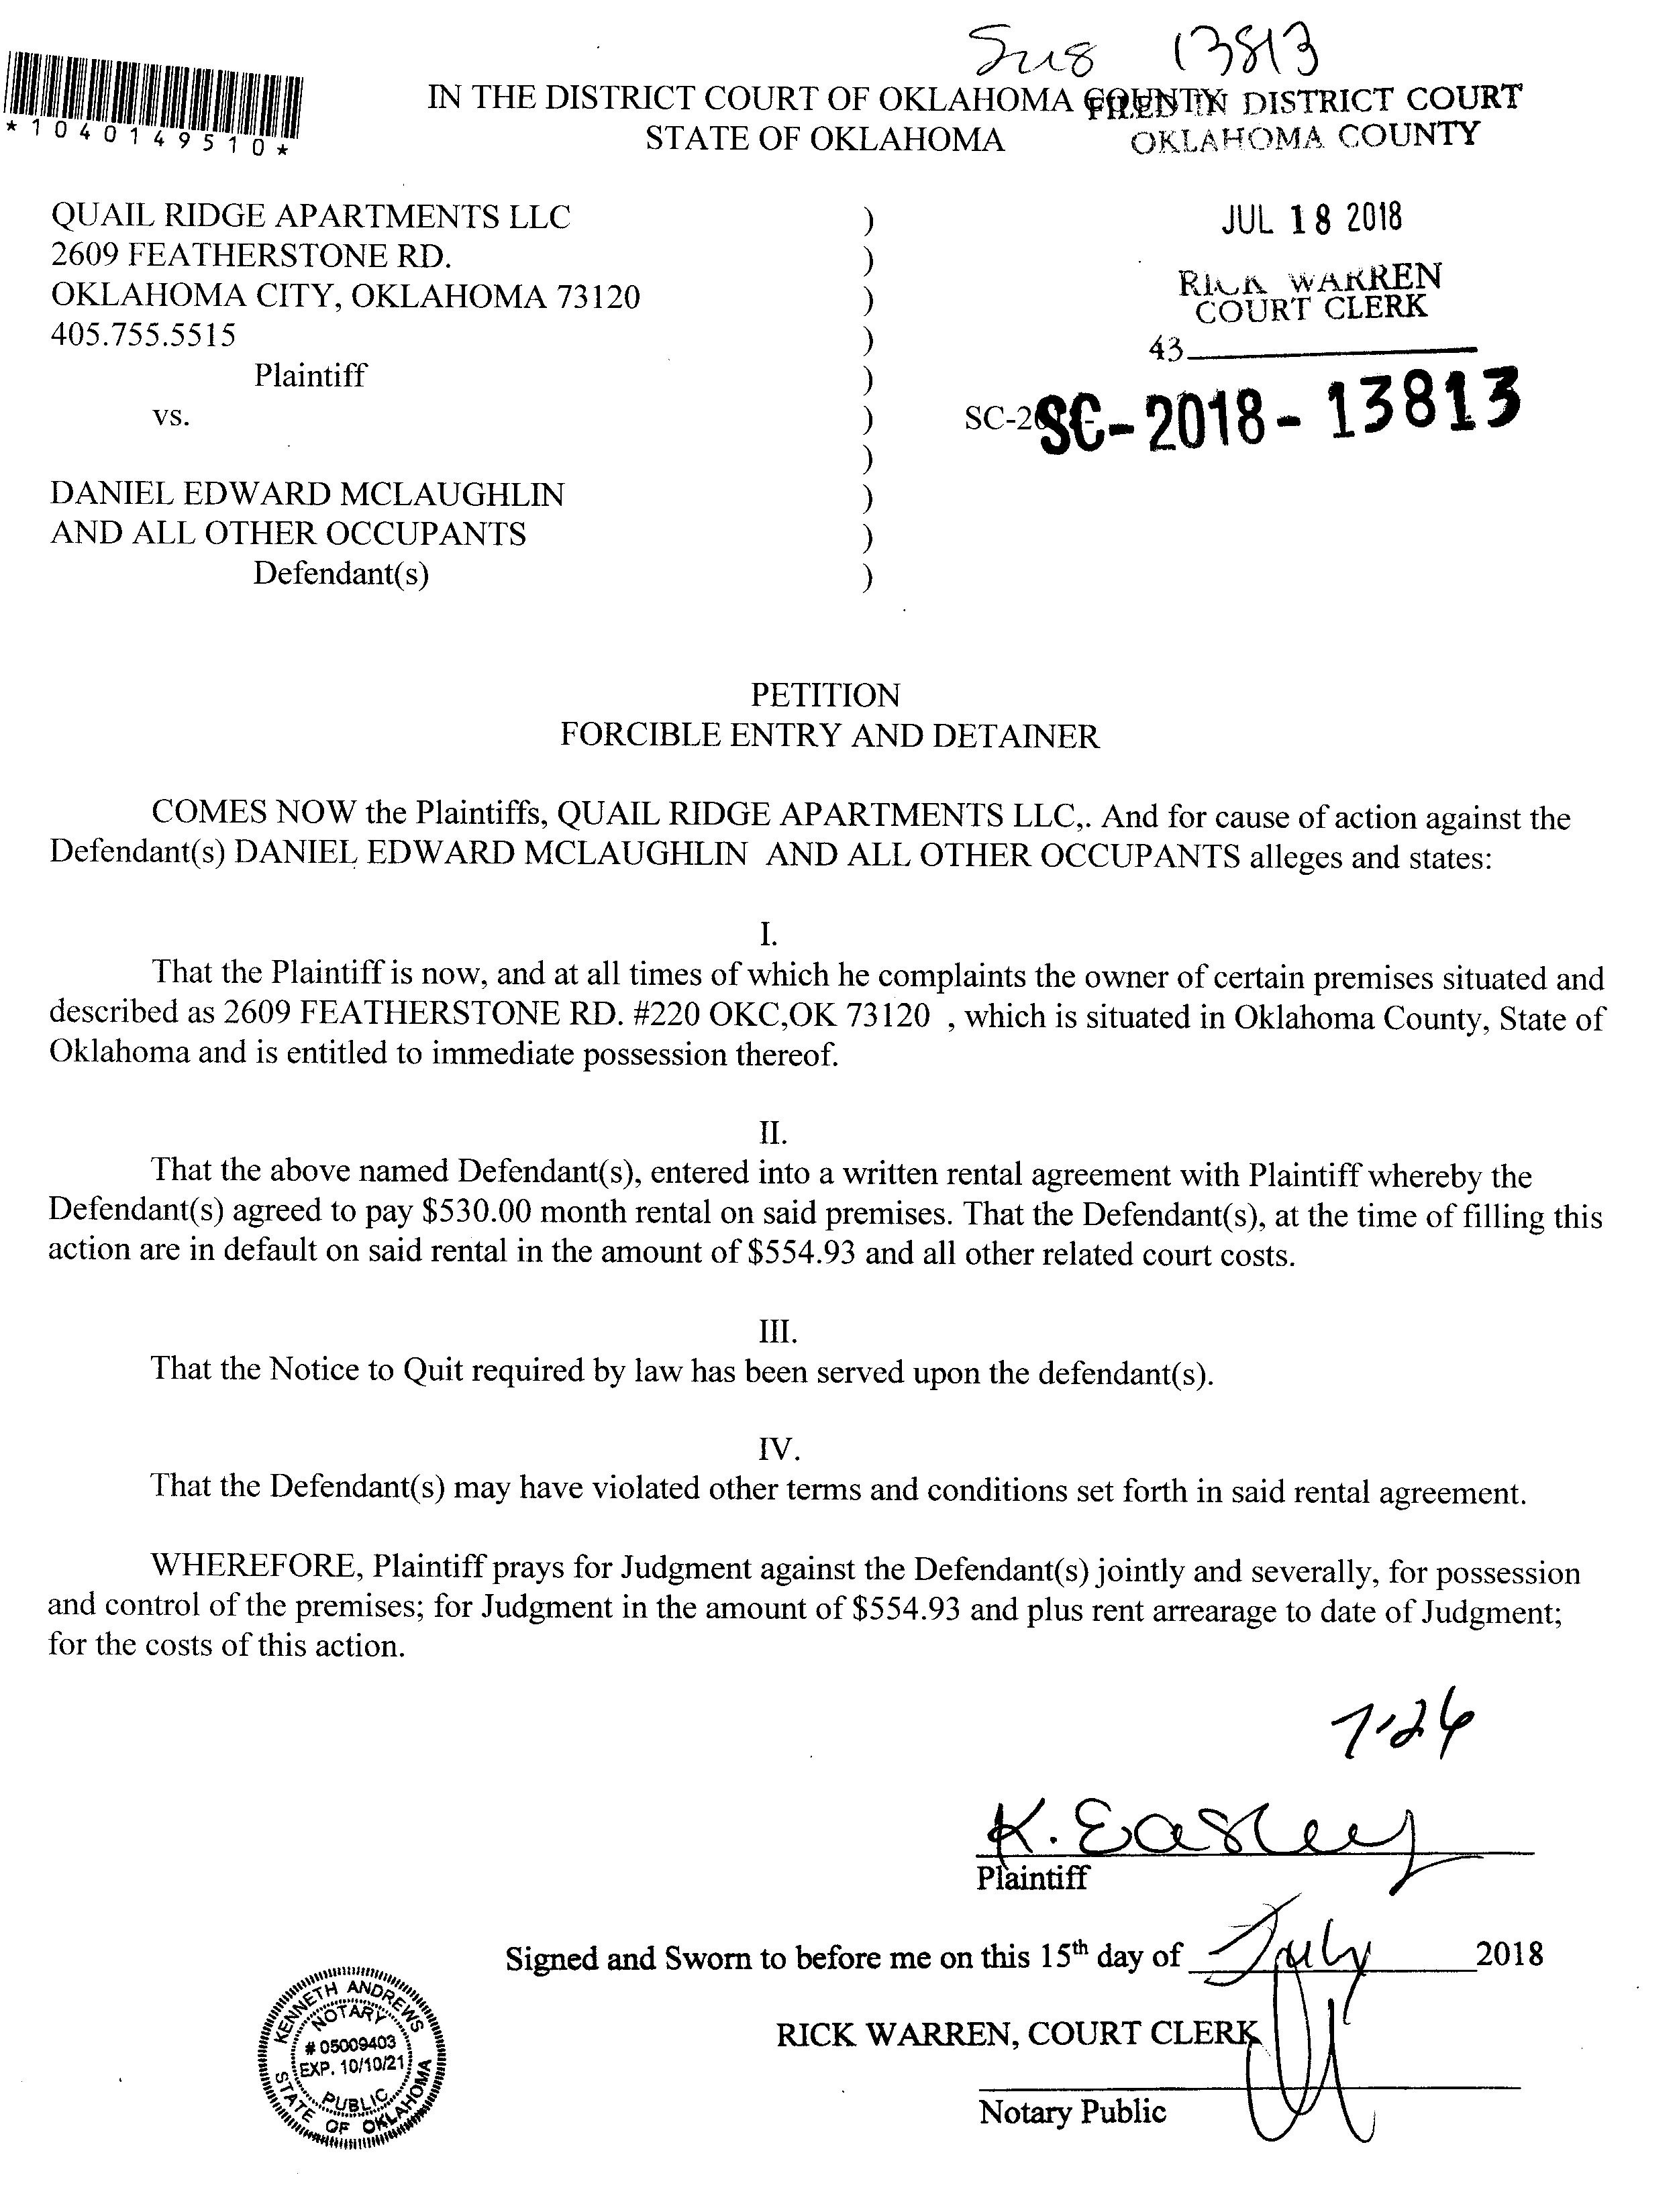 13813
*1040149510*
IN THE DISTRICT COURT OF OKLAHOMA COUNTY
FILED IN DISTRICT COURT
STATE OF OKLAHOMA
OKLAHOMA COUNTY
QUAIL RIDGE APARTMENTS LLC )
JUL 18 2018
2609 FEATHERSTONE RD. )
RICK WARREN
OKLAHOMA CITY, OKLAHOMA 73120 )
COURT CLERK
405.755.5515 )
43
Plaintiff )
vs. )
SC-2
SC-2018-13813
)
DANIEL EDWARD MCLAUGHLIN )
AND ALL OTHER OCCUPANTS )
Defendant(s) )
PETITION
FORCIBLE ENTRY AND DETAINER
COMES NOW the Plaintiffs, QUAIL RIDGE APARTMENTS LLC,. And for cause of action against the
Defendant(s) DANIEL EDWARD MCLAUGHLIN AND ALL OTHER OCCUPANTS alleges and states:
I.
That the Plaintiff is now, and at all times of which he complaints the owner of certain premises situated and
described as 2609 FEATHERSTONE RD. #220 OKC,OK 73120 , which is situated in Oklahoma County, State of
Oklahoma and is entitled to immediate possession thereof.
II.
That the above named Defendant(s), entered into a written rental agreement with Plaintiff whereby the
Defendant(s) agreed to pay $530.00 month rental on said premises. That the Defendant(s), at the time of filling this
action are in default on said rental in the amount of $554.93 and all other related court costs.
III.
That the Notice to Quit required by law has been served upon the defendant(s).
IV.
That the Defendant(s) may have violated other terms and conditions set forth in said rental agreement.
WHEREFORE, Plaintiff prays for Judgment against the Defendant(s) jointly and severally, for possession
and control of the premises; for Judgment in the amount of $554.93 and plus rent arrearage to date of Judgment;
for the costs of this action.
7-26
K. Easley
Plaintiff
Signed and Sworn to before me on this 15th day of July 2018
RICK WARREN, COURT CLERK
Notary Public
KENNETH ANDREWS
NOTARY
# 05009403
EXP. 10/10/21
PUBLIC
STATE OF OKLAHOMA